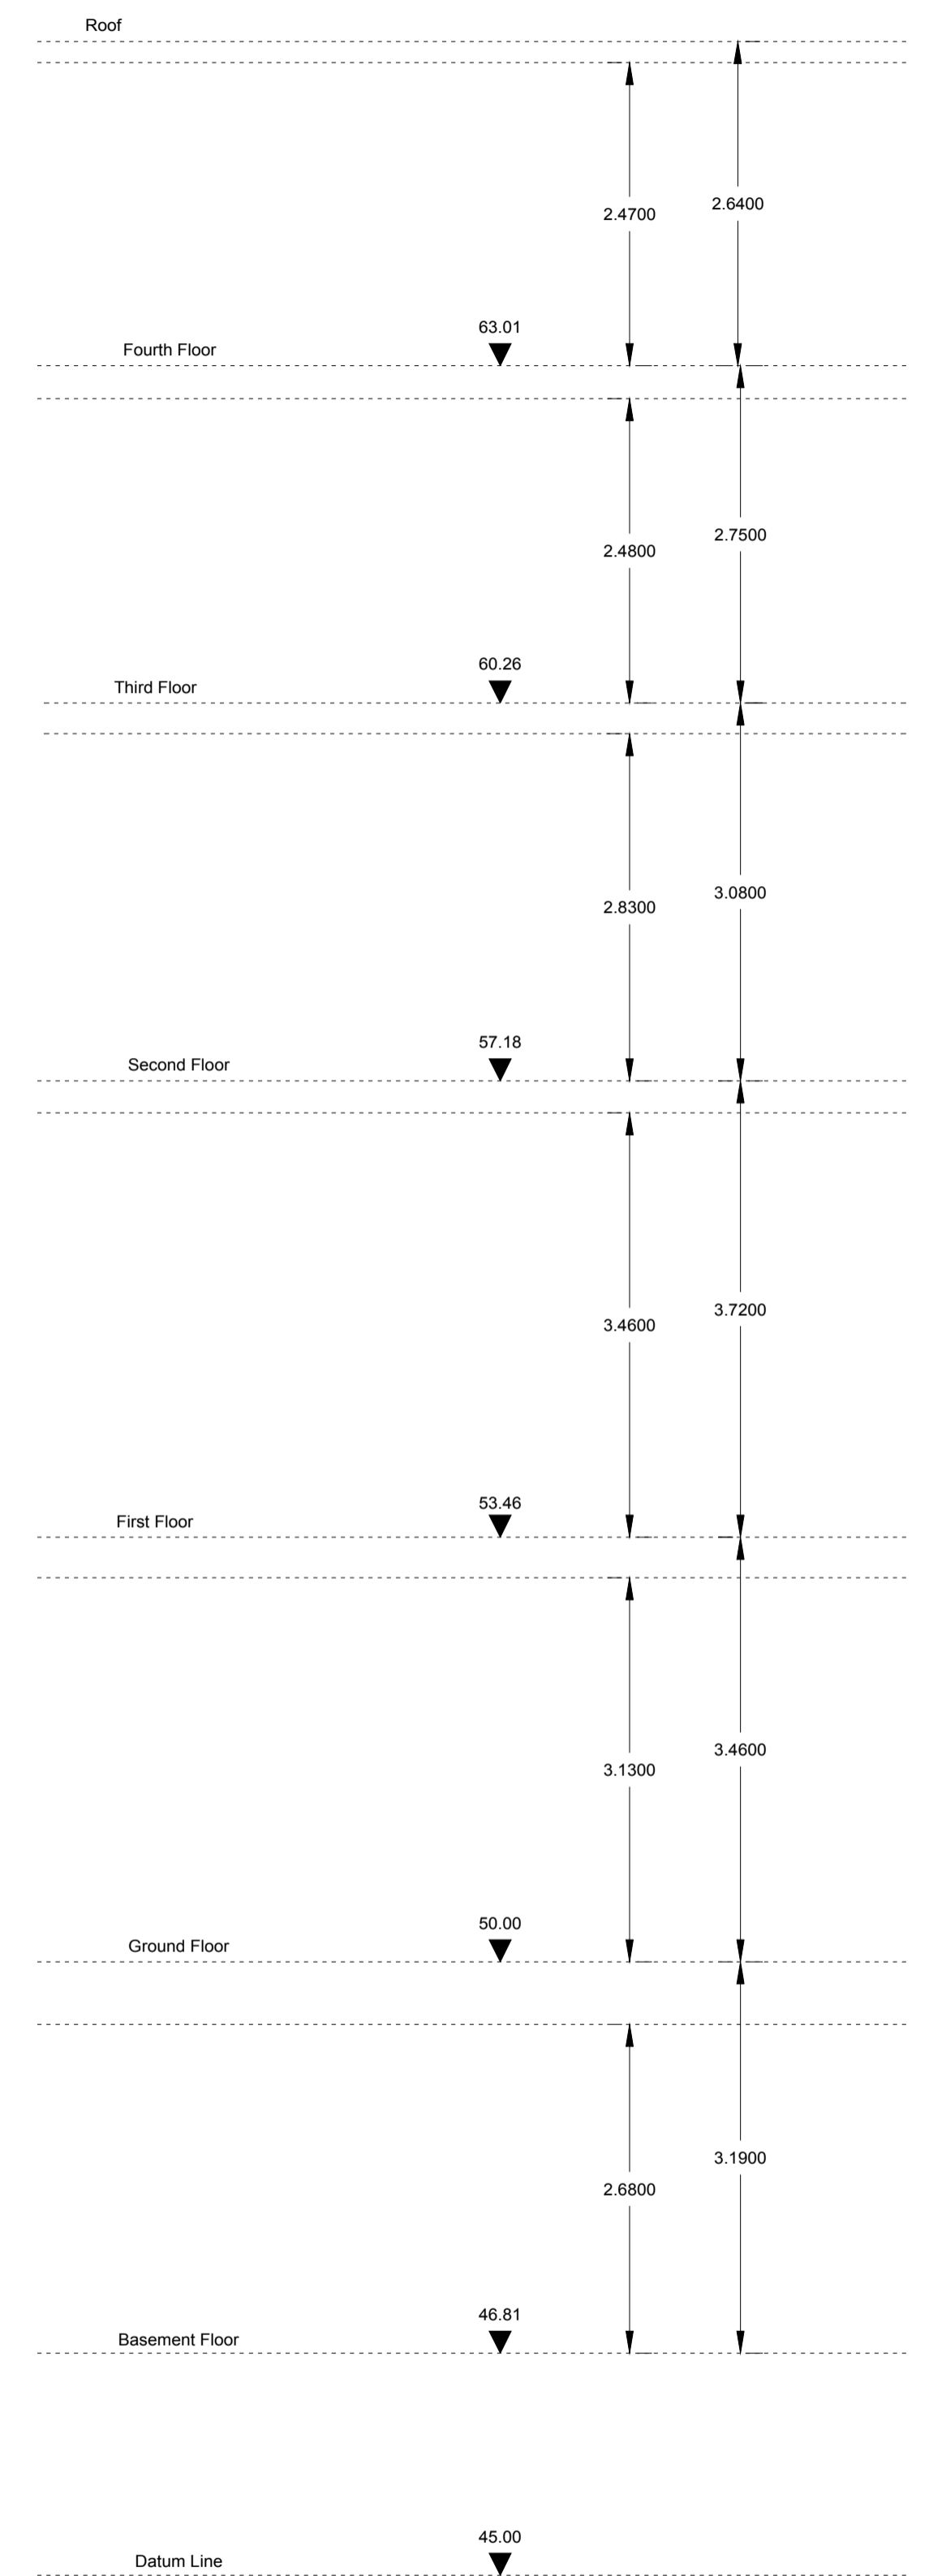 Roof
2.6400
2.4700
63.01
Fourth Floor
2.7500
2.4800
60.26
Third Floor
3.0800
2.8300
57.18
Second Floor
3.7200
3.4600
53.46
First Floor
3.4600
3.1300
50.00
Ground Floor
3.1900
2.6800
46.81
Basement Floor
45.00
Datum Line